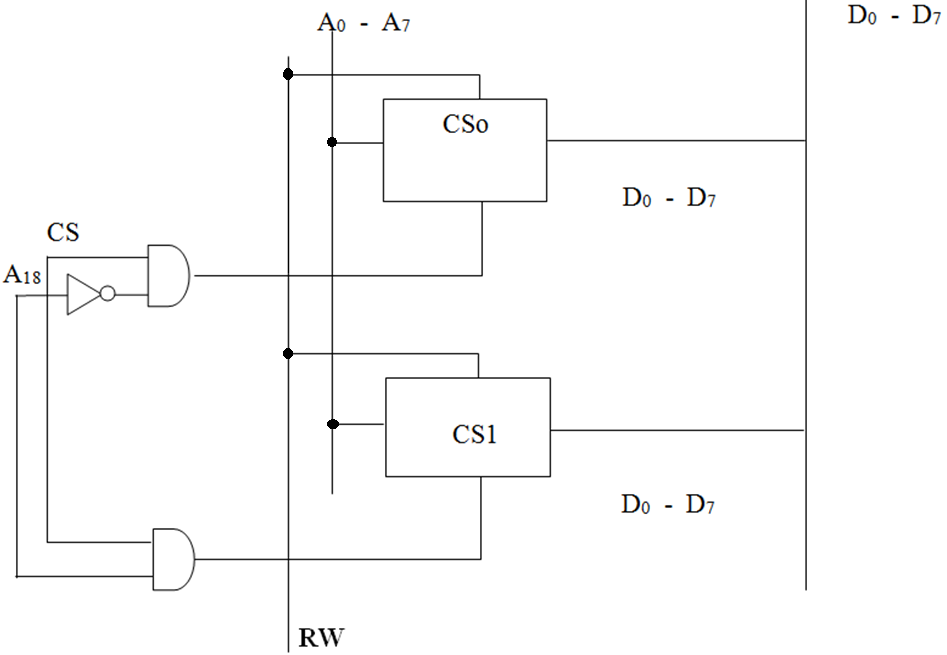 A0 - A7
D0 - D7
CSo
D0 - D7
CS
A18
CS1
D0 - D7
RW